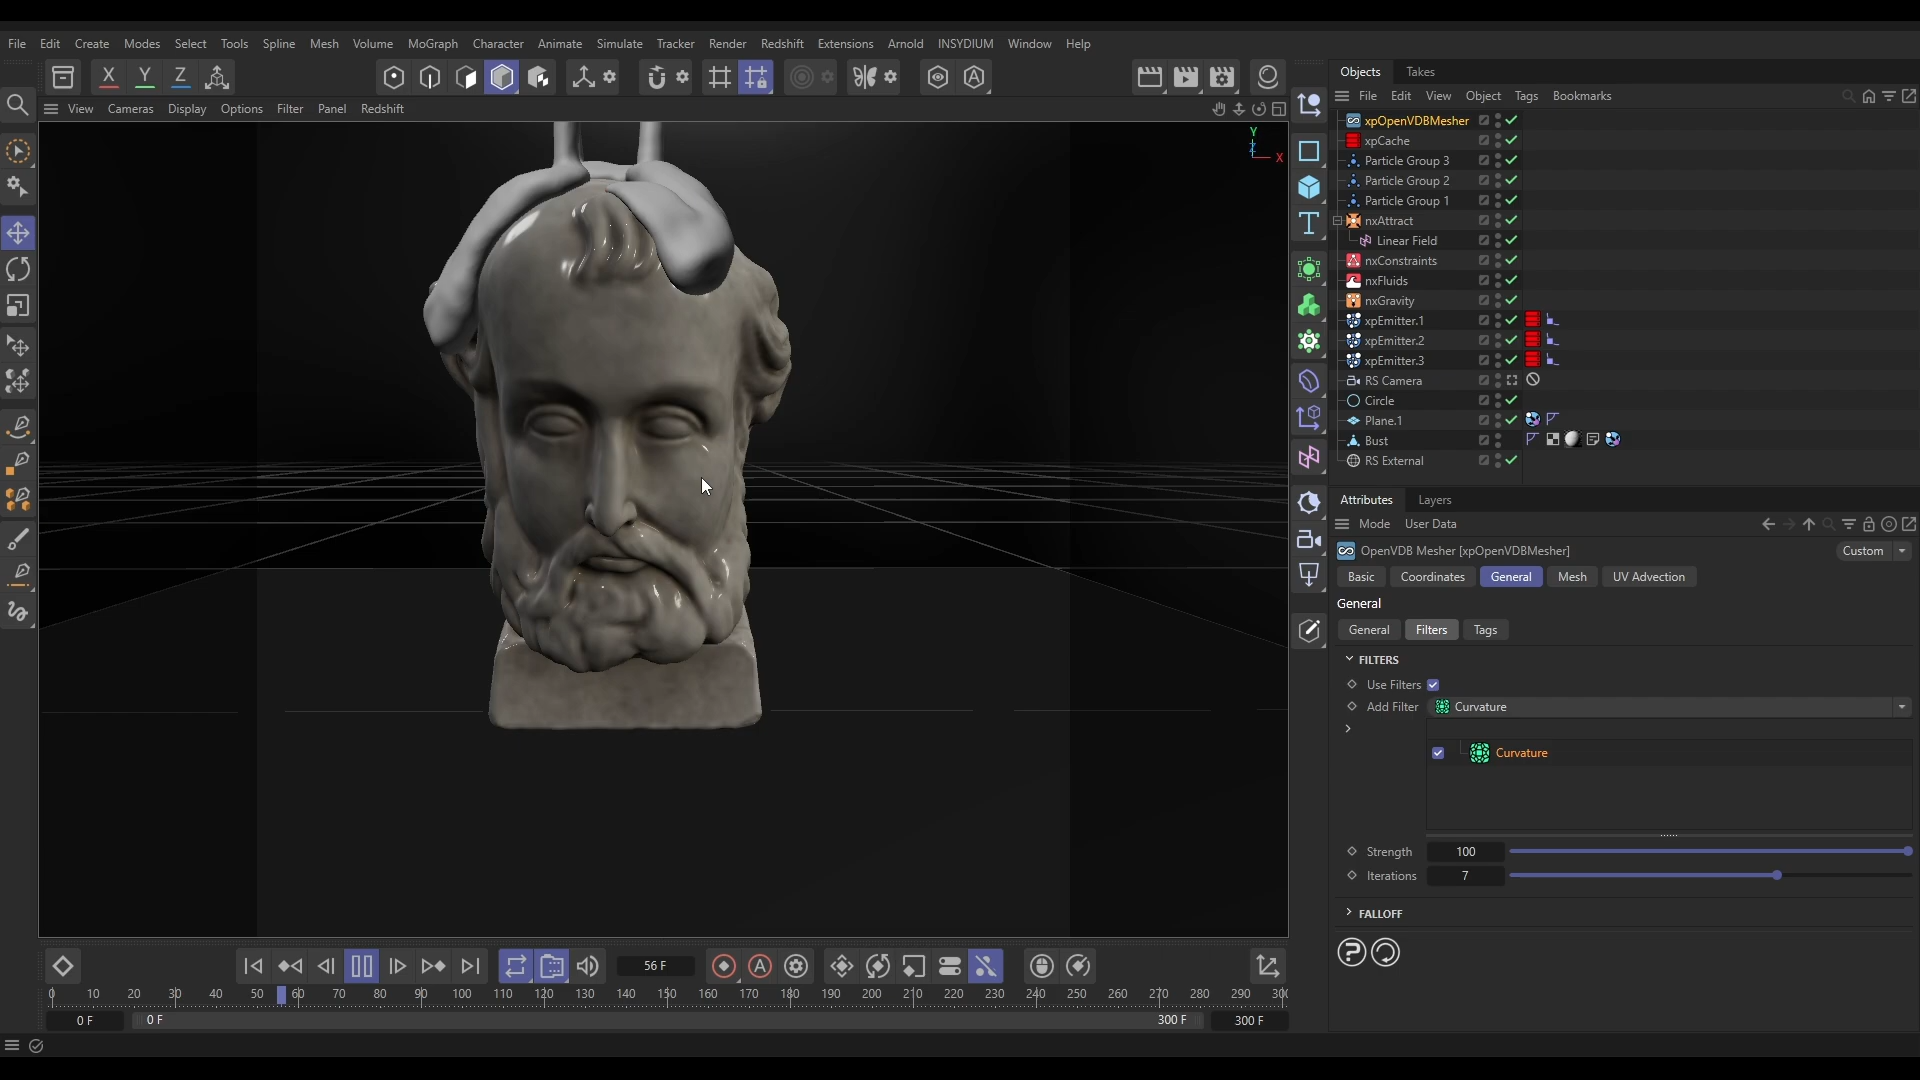 File Edit Create Modes Select Tools Spline Mesh Volume MoGraph Character Animate Simulate Tracker Render Redshift Extensions Arnold INSYDIUM Window Help
X Y Z
View Cameras Display Options Filter Panel Redshift
Y
Z
X
Objects Takes
File Edit View Object Tags Bookmarks
xpOpenVDBMesher
xpCache
Particle Group 3
Particle Group 2
Particle Group 1
nxAttract
Linear Field
nxConstraints
nxFluids
nxGravity
xpEmitter.1
xpEmitter.2
xpEmitter.3
RS Camera
Circle
Plane.1
Bust
RS External
Attributes Layers
Mode User Data
OpenVDB Mesher [xpOpenVDBMesher]
Custom
Basic Coordinates General Mesh UV Advection
General
General Filters Tags
FILTERS
Use Filters
Add Filter Curvature
Curvature
Strength 100
Iterations 7
FALLOFF
56 F
0 10 20 30 40 50 60 70 80 90 100 110 120 130 140 150 160 170 180 190 200 210 220 230 240 250 260 270 280 290 300
0 F 0 F 300 F 300 F